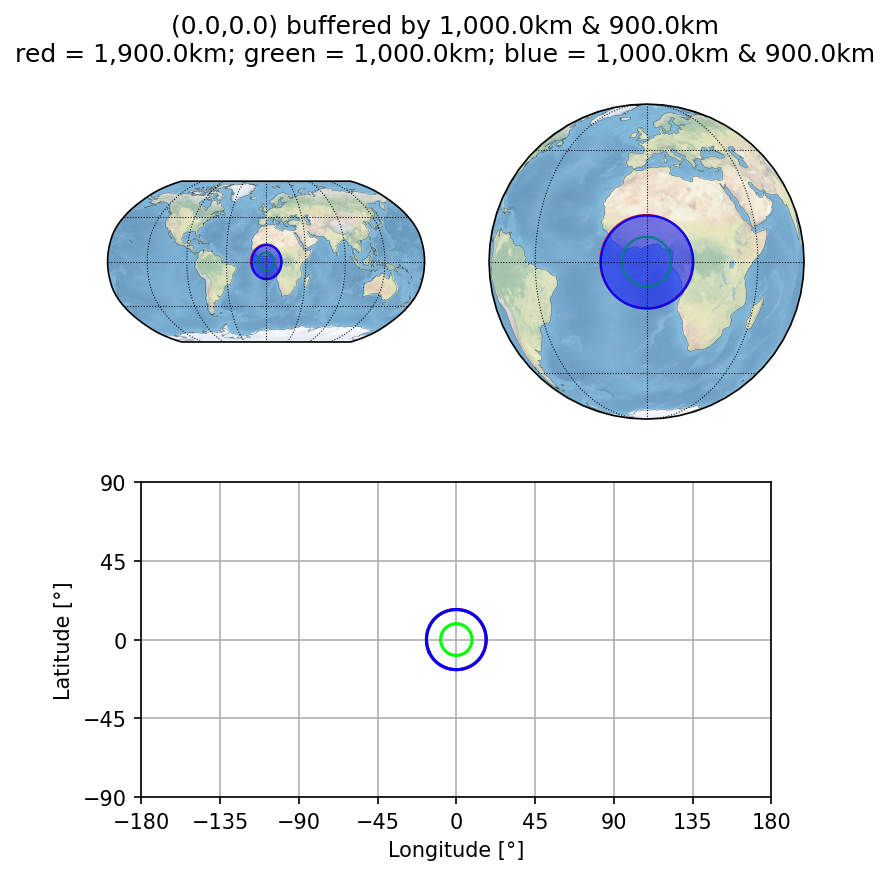 (0.0,0.0) buffered by 1,000.0km & 900.0km
red = 1,900.0km; green = 1,000.0km; blue = 1,000.0km & 900.0km
90
45
0
−45
−90
Latitude [°]
−180 −135 −90 −45 0 45 90 135 180
Longitude [°]